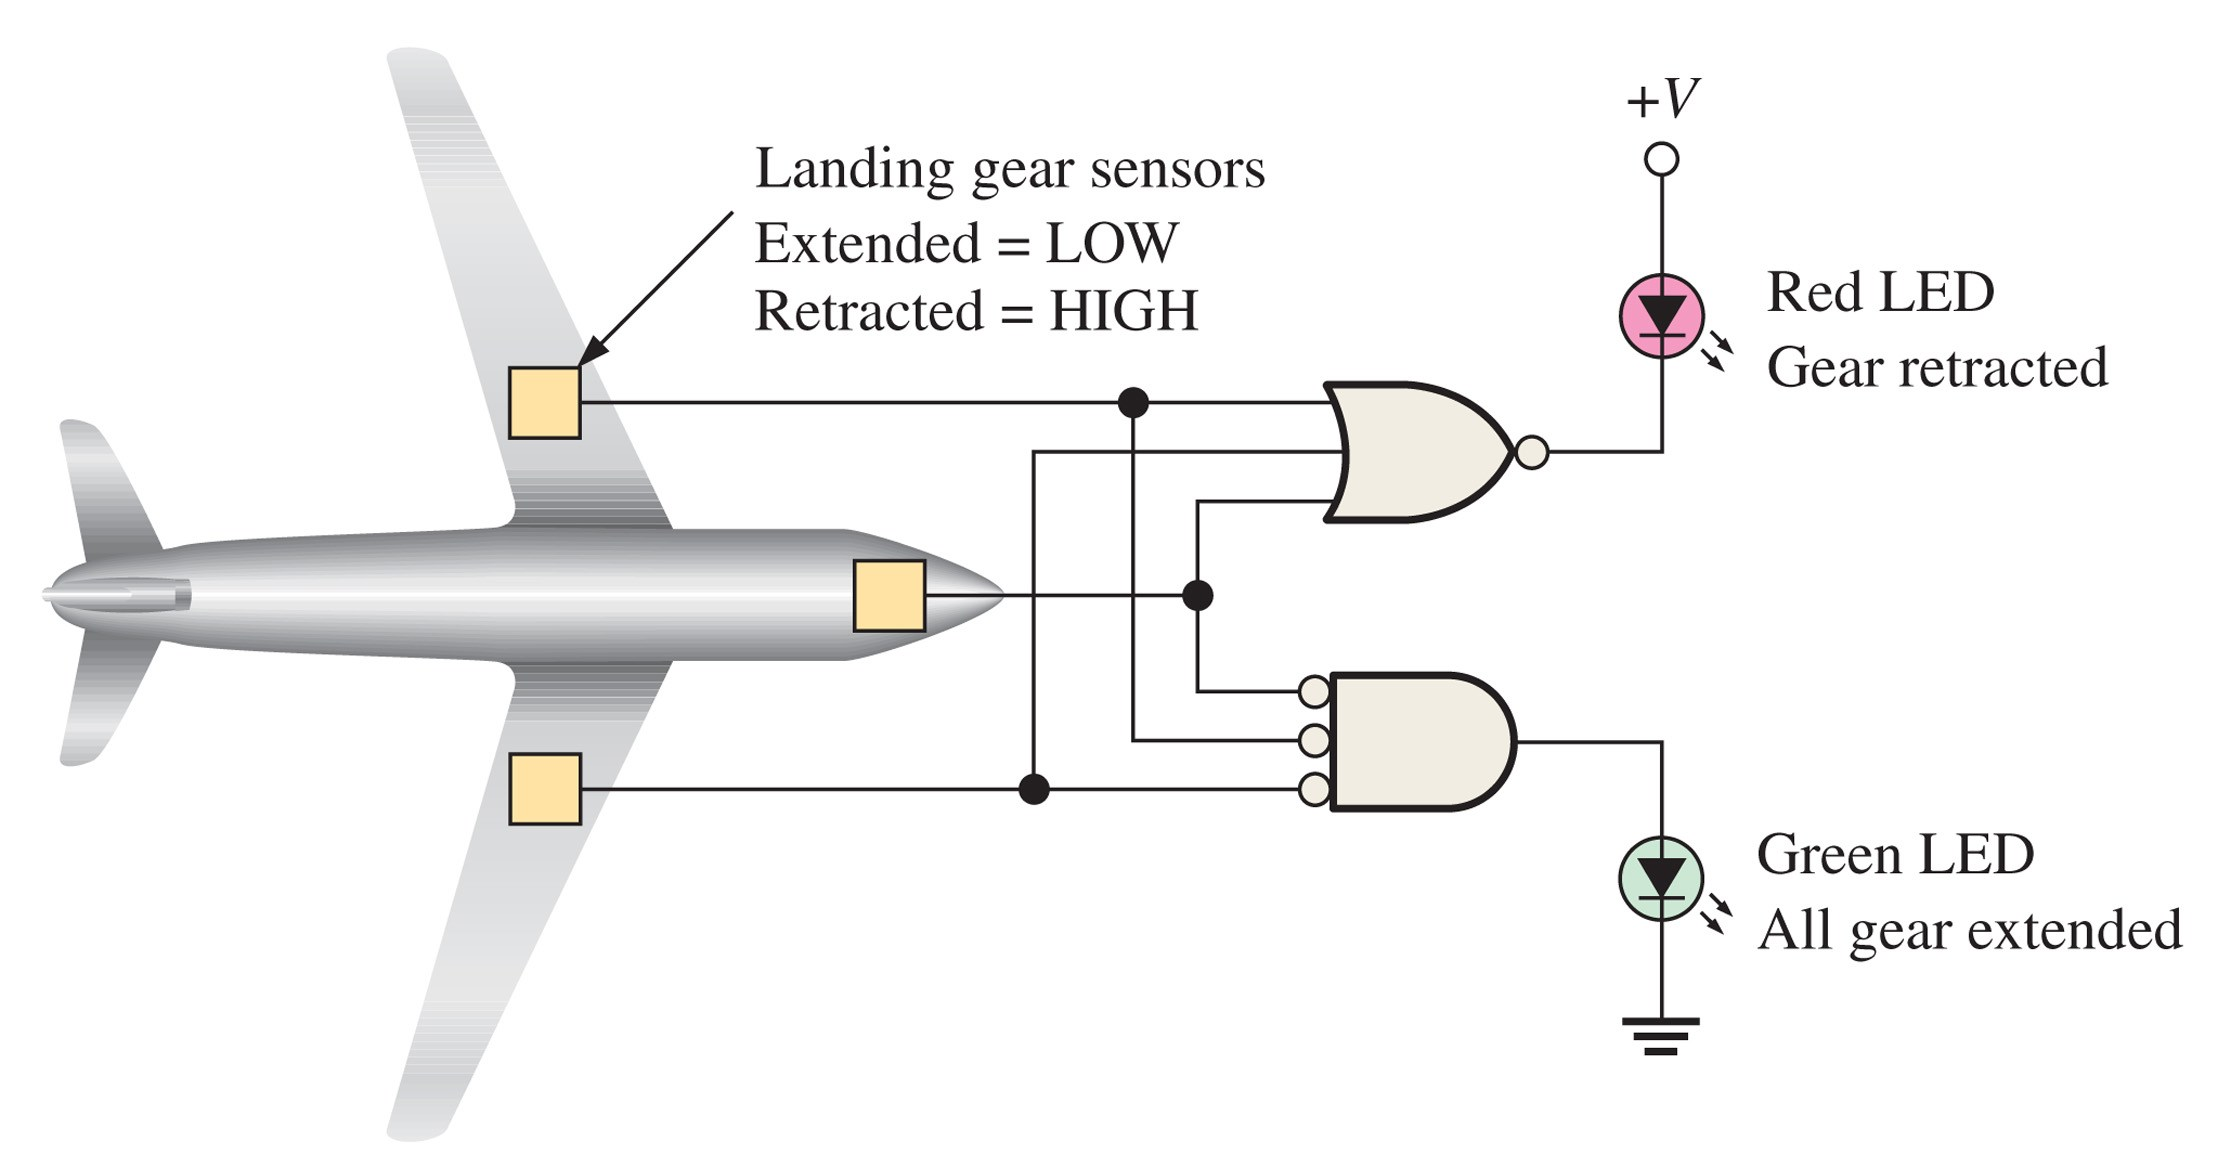 +V
Landing gear sensors
Extended = LOW
Retracted = HIGH
Red LED
Gear retracted
Green LED
All gear extended